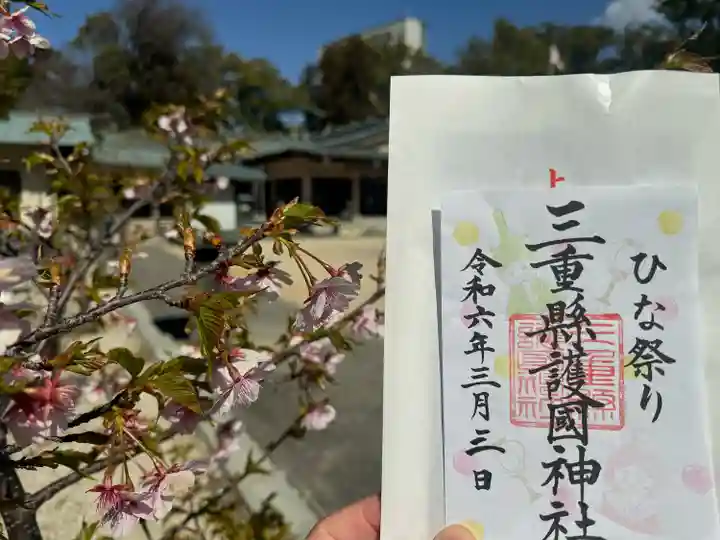 ひな祭り
三重縣護國神社
令和六年三月三日